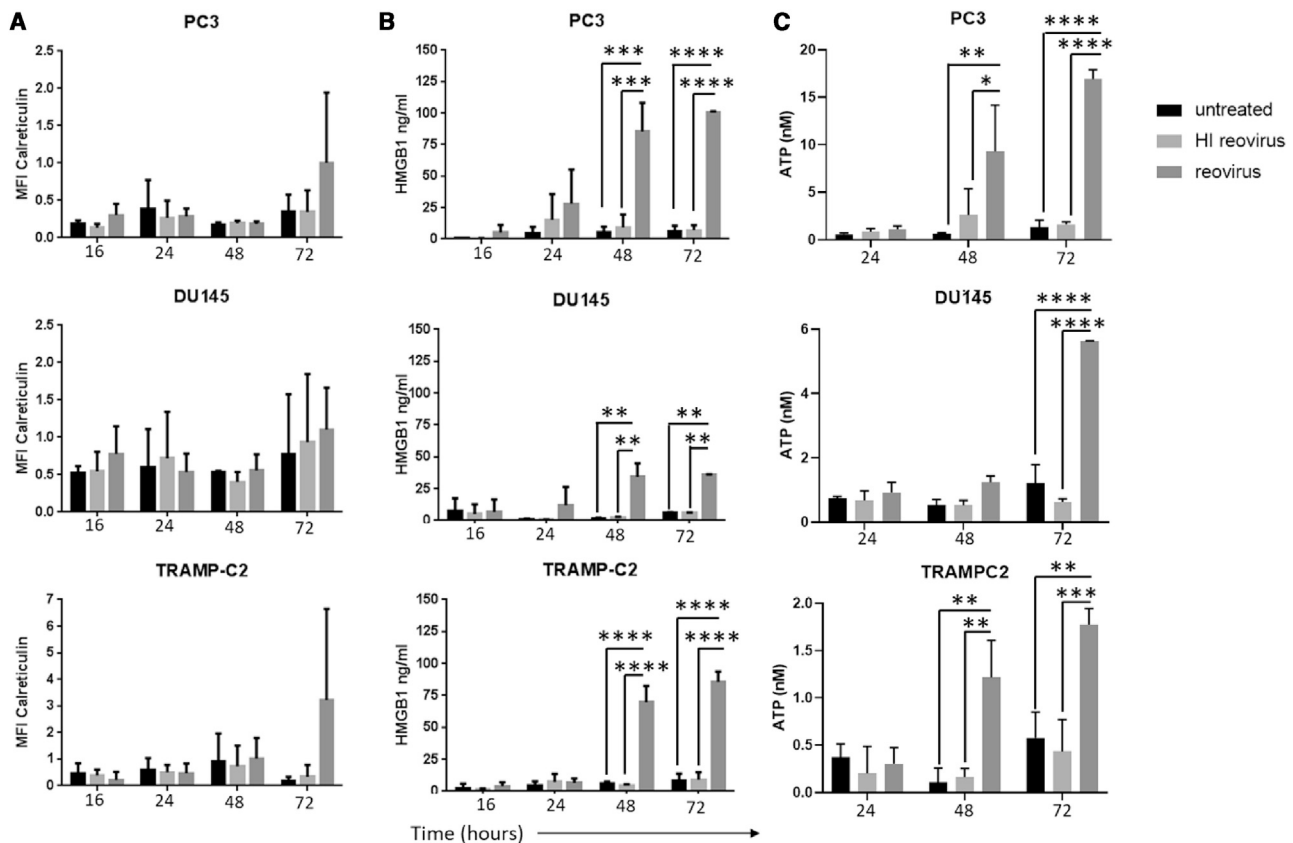 A
PC3
MFI Calreticulin
2.5
2.0
1.5
1.0
0.5
0.0
16 24 48 72
DU145
MFI Calreticulin
2.5
2.0
1.5
1.0
0.5
0.0
16 24 48 72
TRAMP-C2
MFI Calreticulin
7
6
5
4
3
2
1
0
16 24 48 72
B
PC3
HMGB1 ng/ml
150
125
100
75
50
25
0
*** ****
*** ****
16 24 48 72
DU145
HMGB1 ng/ml
150
125
100
75
50
25
0
** **
** **
16 24 48 72
TRAMP-C2
HMGB1 ng/ml
150
125
100
75
50
25
0
**** ****
**** ****
16 24 48 72
Time (hours)
C
PC3
ATP (nM)
20
15
10
5
0
** ****
* ****
24 48 72
DU145
ATP (nM)
6
4
2
0
****
****
24 48 72
TRAMPC2
ATP (nM)
2.0
1.5
1.0
0.5
0.0
** **
** ***
24 48 72
untreated
HI reovirus
reovirus